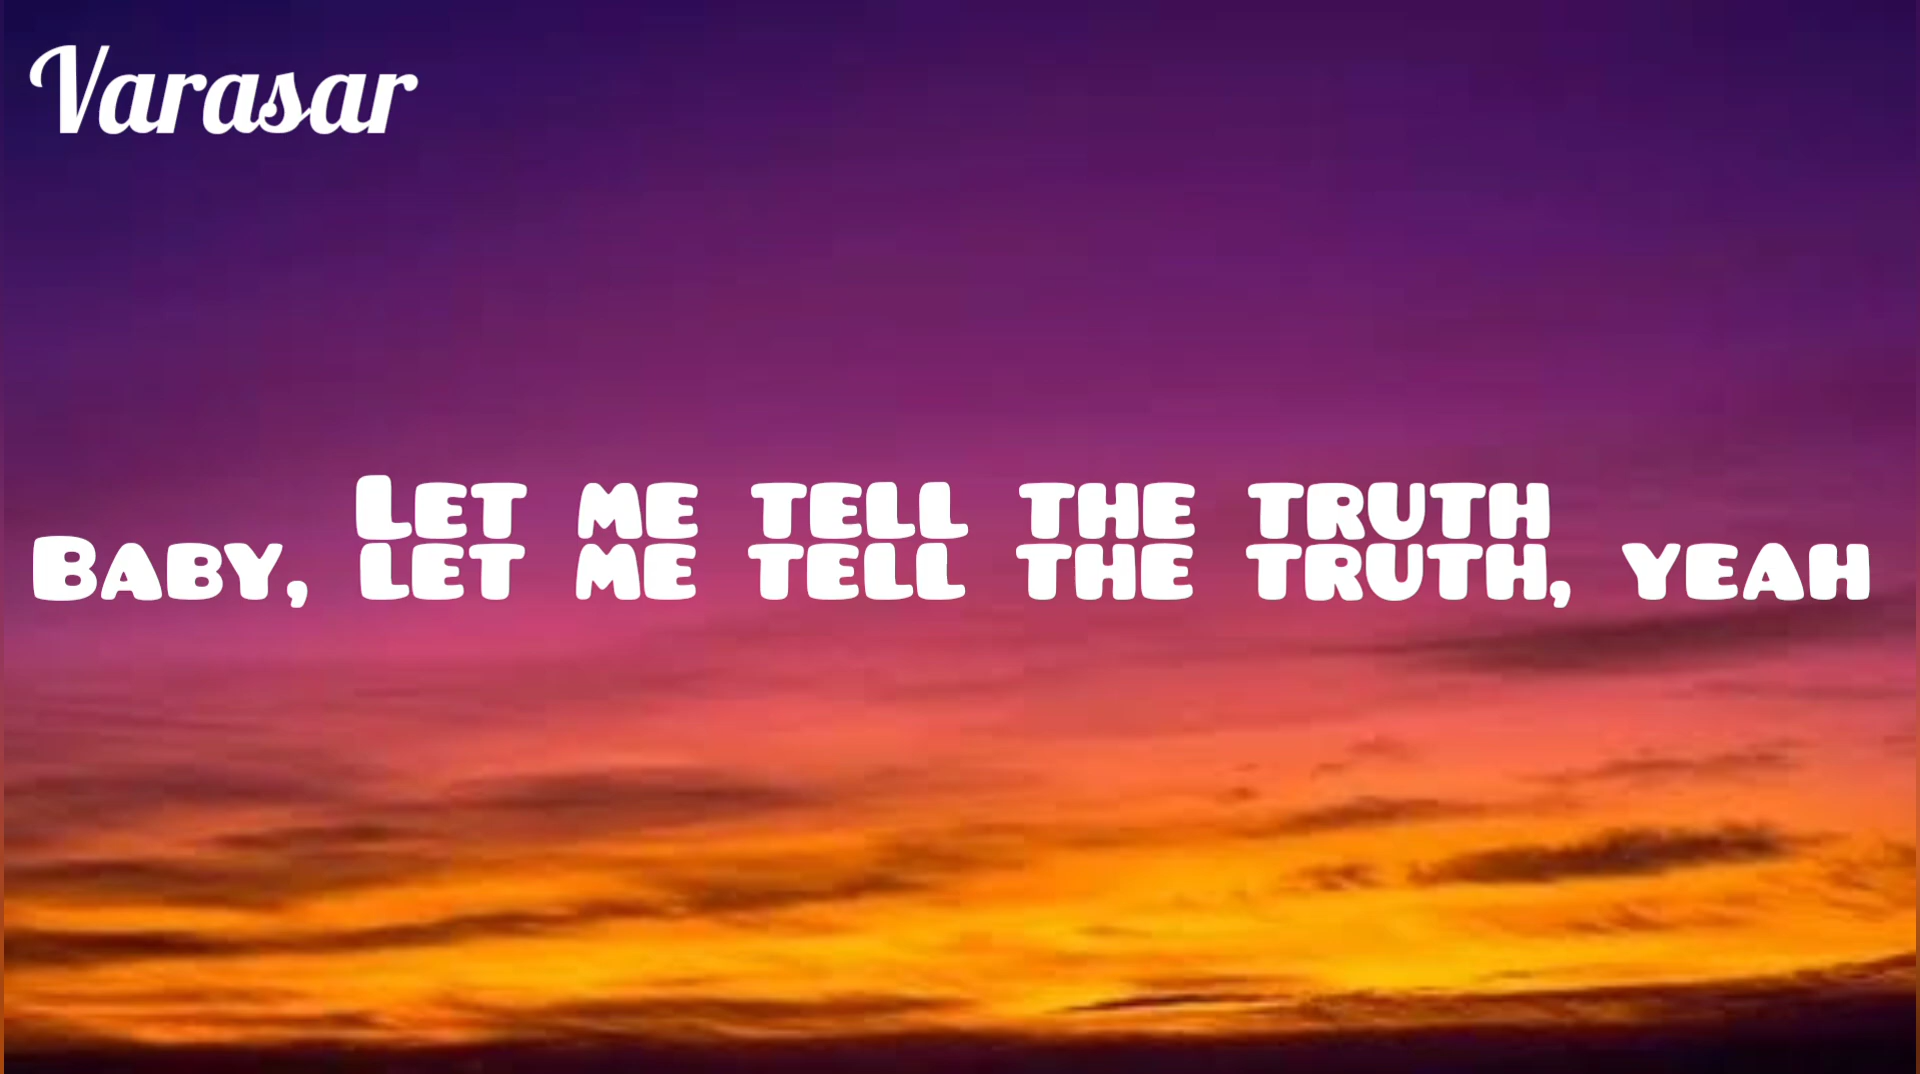 Varasar
Let me tell the truth
Baby, let me tell the truth, yeah